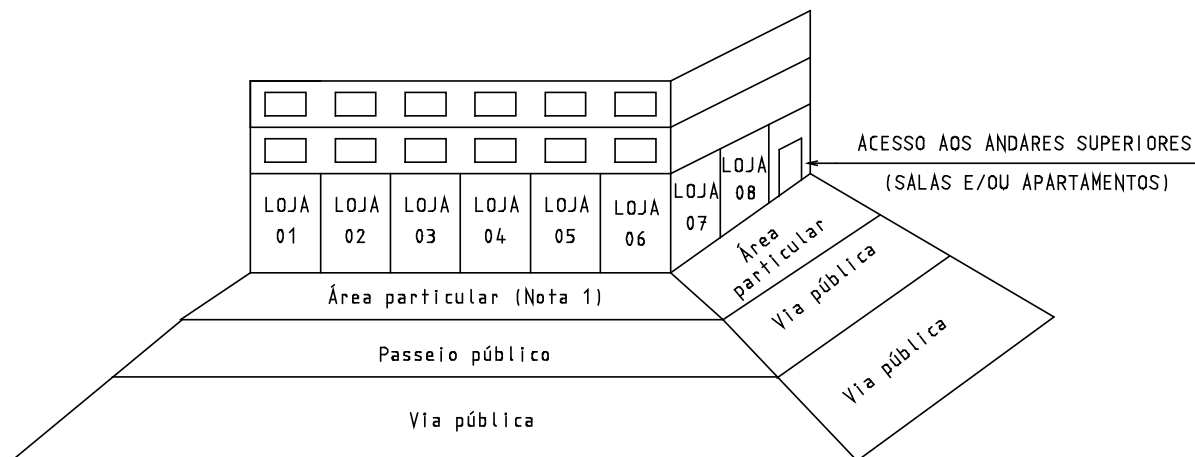 ACESSO AOS ANDARES SUPERIORES
(SALAS E/OU APARTAMENTOS)
LOJA
01
LOJA
02
LOJA
03
LOJA
04
LOJA
05
LOJA
06
LOJA
07
LOJA
08
Área
particular
Via pública
Via pública
Área particular (Nota 1)
Passeio público
Via pública